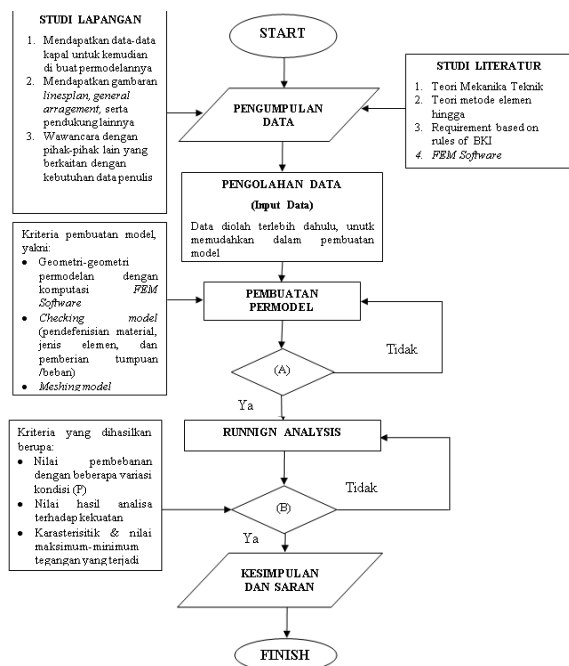 STUDI LAPANGAN
1. Mendapatkan data-data
kapal untuk kemudian
di buat permodelannya
2. Mendapatkan gambaran
linesplan, general
arragement, serta
pendukung lainnya
3. Wawancara dengan
pihak-pihak lain yang
berkaitan dengan
kebutuhan data penulis
START
PENGUMPULAN
DATA
STUDI LITERATUR
1. Teori Mekanika Teknik
2. Teori metode elemen
hingga
3. Requirement based on
rules of BKI
4. FEM Software
PENGOLAHAN DATA
(Input Data)
Data diolah terlebih dahulu, unutk
memudahkan dalam pembuatan
model
Kriteria pembuatan model,
yakni:
• Geometri-geometri
permodelan dengan
komputasi FEM
Software
• Checking model
(pendefenisian material,
jenis elemen, dan
pemberian tumpuan
/beban)
• Meshing model
PEMBUATAN
PERMODEL
Tidak
(A)
Ya
RUNNIGN ANALYSIS
Kriteria yang dihasilkan
berupa:
• Nilai pembebanan
dengan beberapa variasi
kondisi (F)
• Nilai hasil analisa
terhadap kekuatan
• Karasterisitik & nilai
maksimum-minimum
tegangan yang terjadi
Tidak
(B)
Ya
KESIMPULAN
DAN SARAN
FINISH